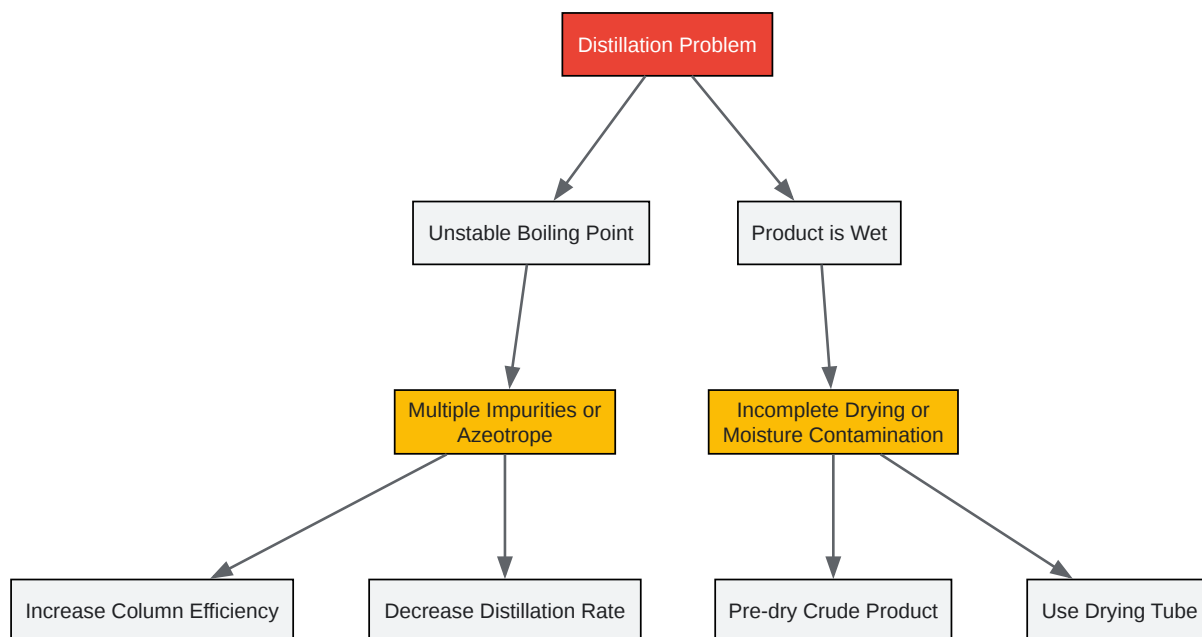 Distillation Problem
Unstable Boiling Point
Product is Wet
Multiple Impurities or
Azeotrope
Incomplete Drying or
Moisture Contamination
Increase Column Efficiency
Decrease Distillation Rate
Pre-dry Crude Product
Use Drying Tube